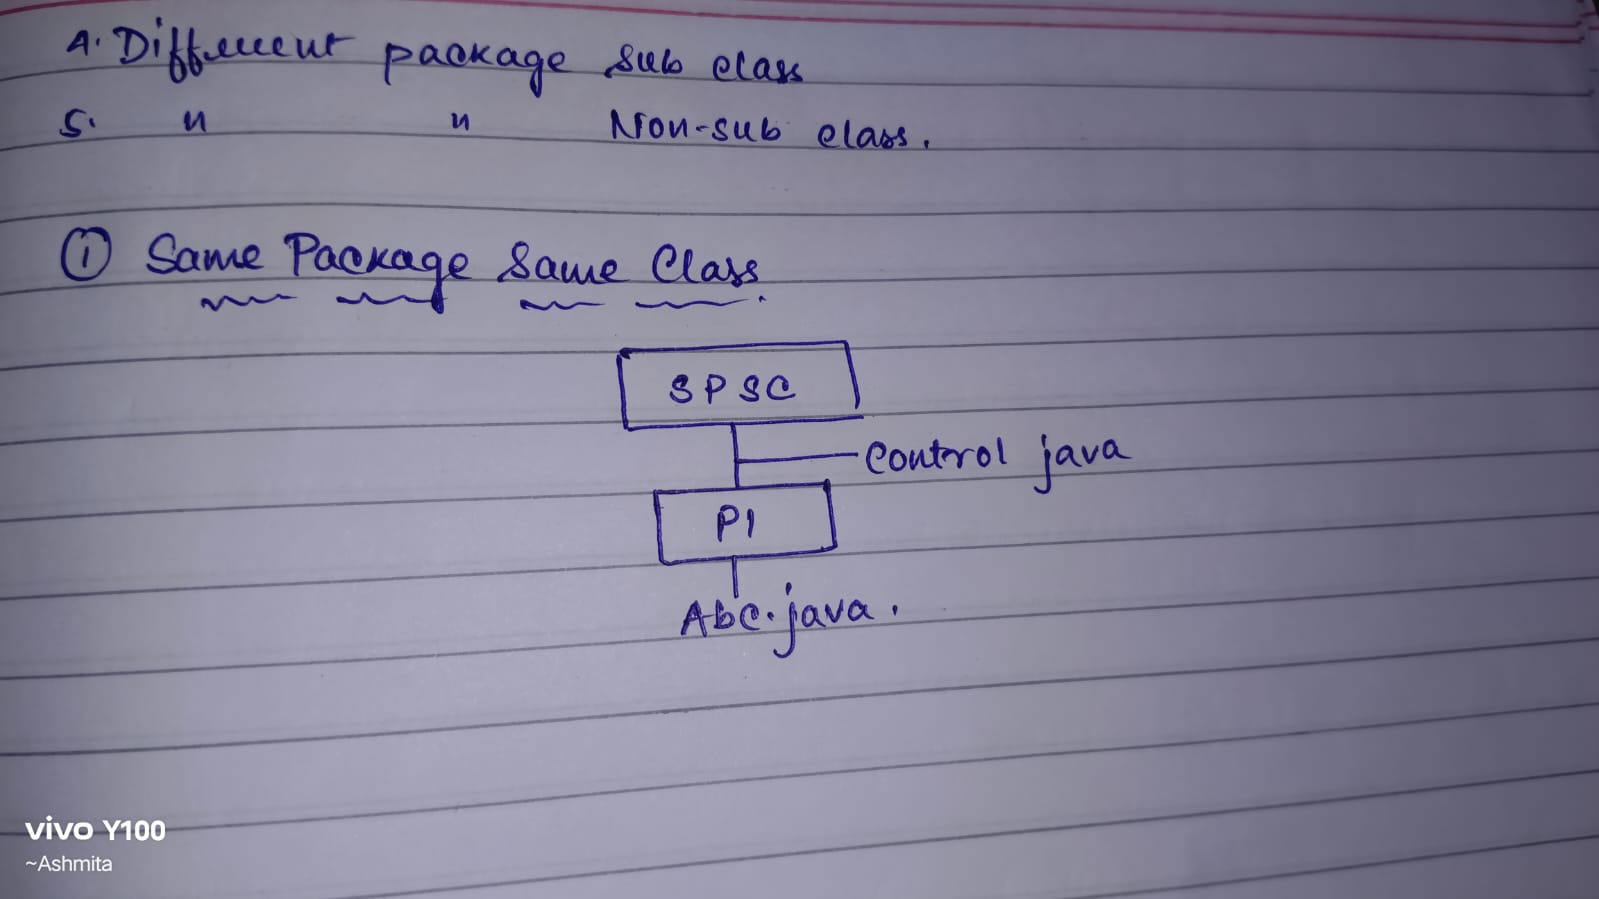 4. Different package sub class
5. " " Non-sub class.
① Same Package Same Class
SPSC
Control java
P1
Abc.java.
vivo Y100
~Ashmita